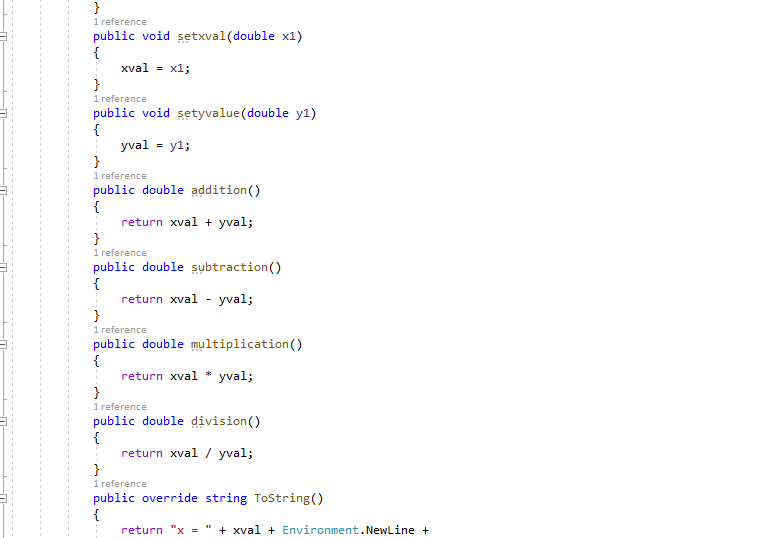 }
1 reference
public void setxval(double x1)
{
xval = x1;
}
1 reference
public void setyvalue(double y1)
{
yval = y1;
}
1 reference
public double addition()
{
return xval + yval;
}
1 reference
public double subtraction()
{
return xval - yval;
}
1 reference
public double multiplication()
{
return xval * yval;
}
1 reference
public double division()
{
return xval / yval;
}
1 reference
public override string ToString()
{
return "x = " + xval + Environment.NewLine +